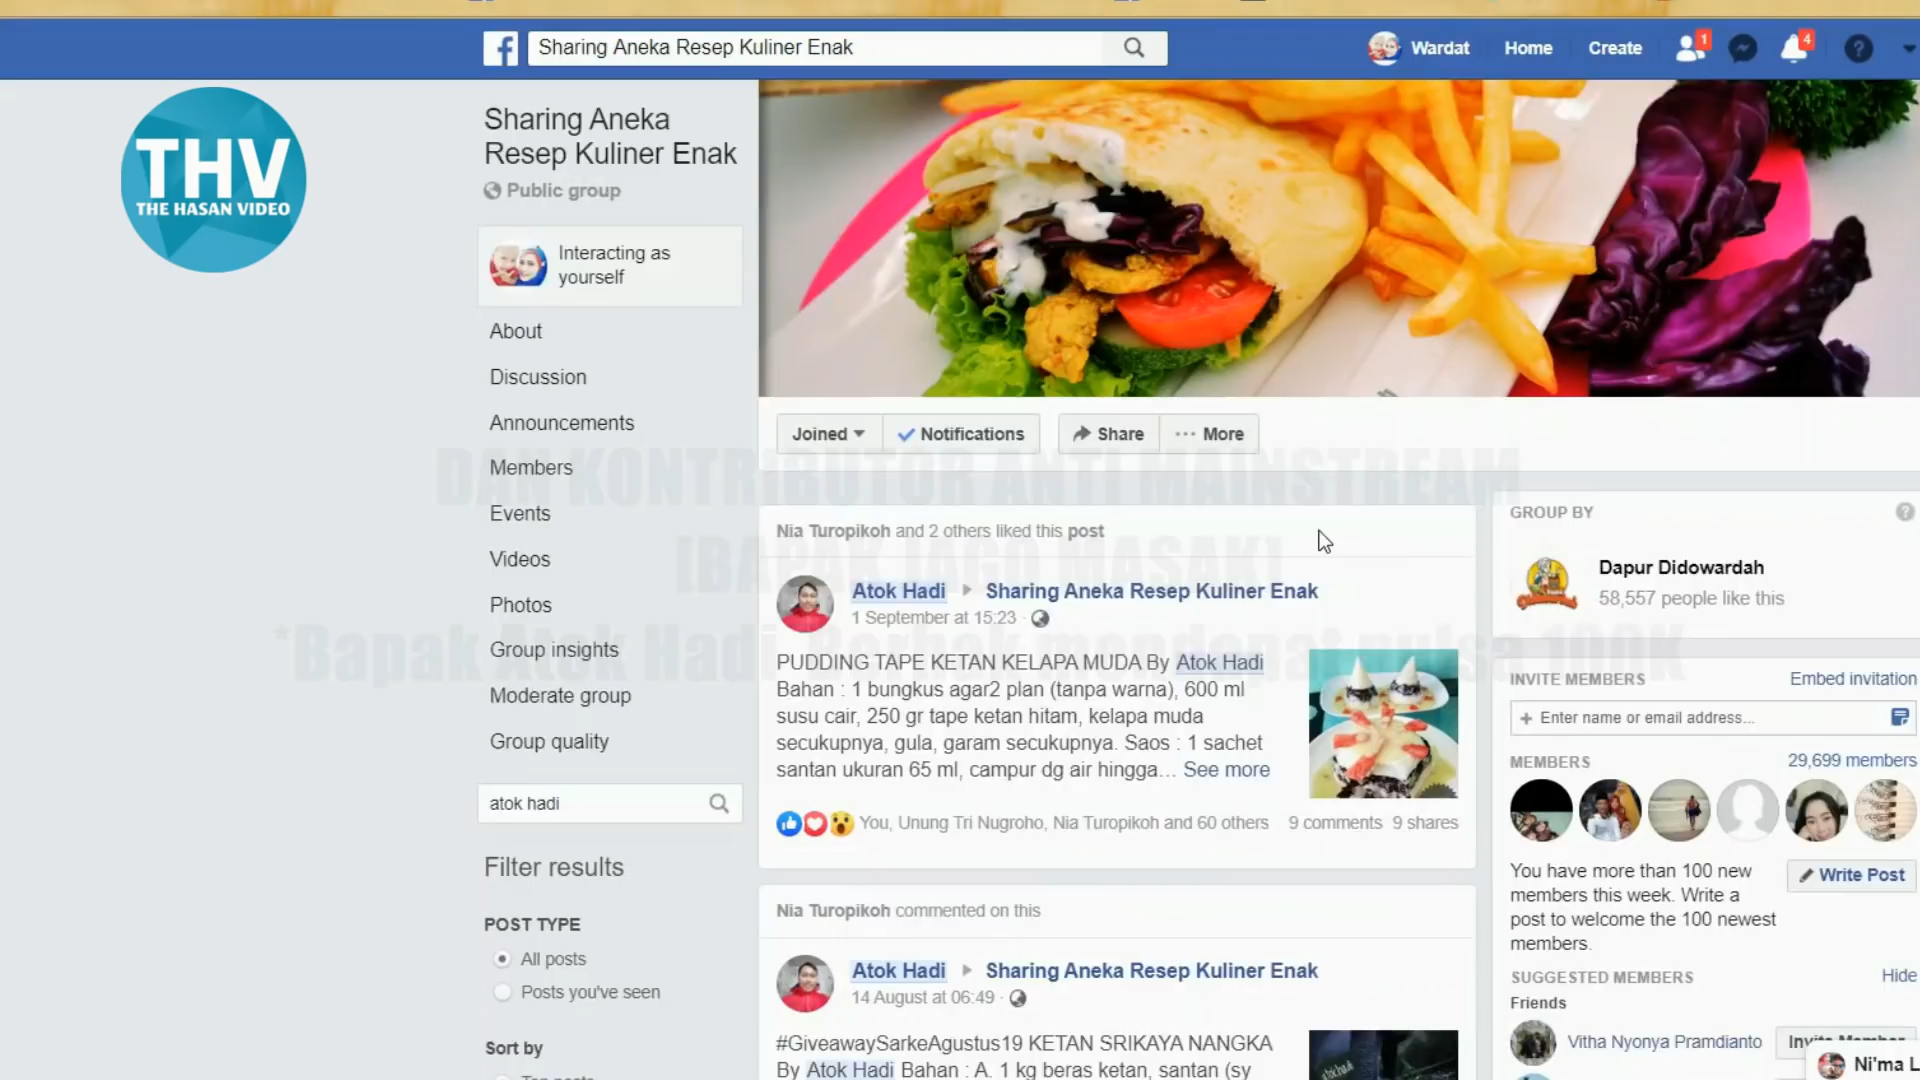 Sharing Aneka Resep Kuliner Enak
Wardat
Home
Create
1
4
?
THV
THE HASAN VIDEO
Sharing Aneka
Resep Kuliner Enak
Public group
Interacting as
yourself
About
Discussion
Announcements
Members
Events
Videos
Photos
Group insights
Moderate group
Group quality
atok hadi
Filter results
POST TYPE
All posts
Posts you've seen
Sort by
Joined
Notifications
Share
More
DAN KONTRIBUTOR ANTI MAINSTREAM
[BAPAK JAGO MASAK]
*Bapak Atok Hadi Berhak mendapat pulsa 100K
Nia Turopikoh and 2 others liked this post
Atok Hadi Sharing Aneka Resep Kuliner Enak
1 September at 15:23
PUDDING TAPE KETAN KELAPA MUDA By Atok Hadi
Bahan : 1 bungkus agar2 plan (tanpa warna), 600 ml
susu cair, 250 gr tape ketan hitam, kelapa muda
secukupnya, gula, garam secukupnya. Saos : 1 sachet
santan ukuran 65 ml, campur dg air hingga... See more
You, Unung Tri Nugroho, Nia Turopikoh and 60 others 9 comments 9 shares
Nia Turopikoh commented on this
Atok Hadi Sharing Aneka Resep Kuliner Enak
14 August at 06:49
#GiveawaySarkeAgustus19 KETAN SRIKAYA NANGKA
By Atok Hadi Bahan : A. 1 kg beras ketan, santan (sy
GROUP BY
?
Dapur Didowardah
58,557 people like this
INVITE MEMBERS Embed invitation
+ Enter name or email address...
MEMBERS 29,699 members
You have more than 100 new
members this week. Write a
post to welcome the 100 newest
members.
Write Post
SUGGESTED MEMBERS Hide
Friends
Vitha Nyonya Pramdianto
Ni'ma L